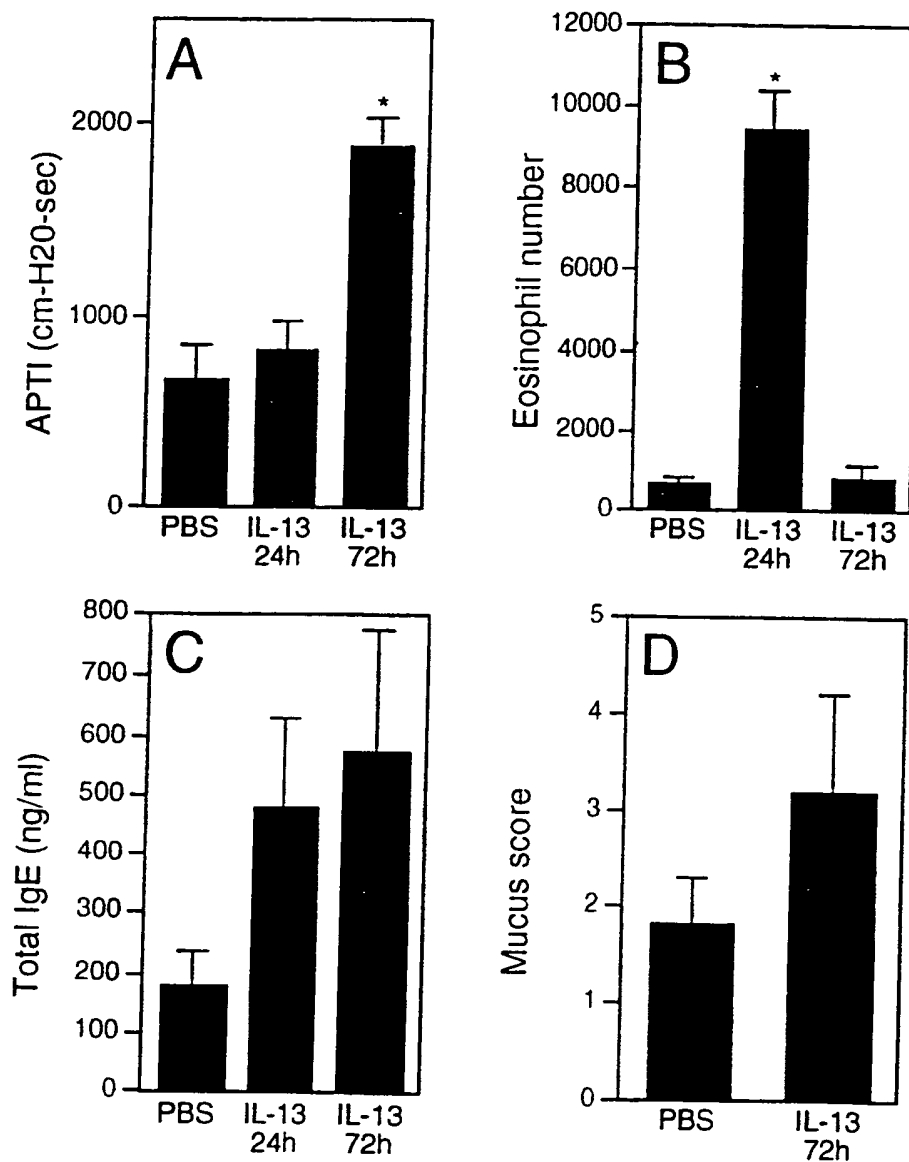 A
APTI (cm-H20-sec)
2000
1000
0
*
PBS
IL-13
24h
IL-13
72h
B
Eosinophil number
12000
10000
8000
6000
4000
2000
0
*
PBS
IL-13
24h
IL-13
72h
C
Total IgE (ng/ml)
800
700
600
500
400
300
200
100
0
PBS
IL-13
24h
IL-13
72h
D
Mucus score
5
4
3
2
1
0
PBS
IL-13
72h